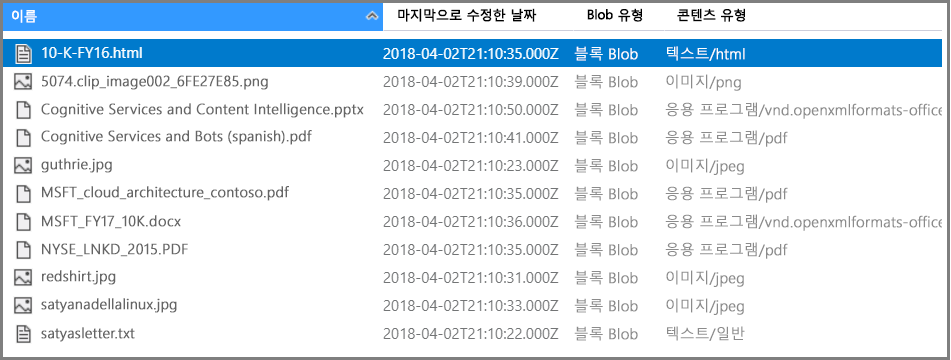 이름 마지막으로 수정한 날짜 Blob 유형 콘텐츠 유형
10-K-FY16.html 2018-04-02T21:10:35.000Z 블록 Blob 텍스트/html
5074.clip_image002_6FE27E85.png 2018-04-02T21:10:39.000Z 블록 Blob 이미지/png
Cognitive Services and Content Intelligence.pptx 2018-04-02T21:10:50.000Z 블록 Blob 응용 프로그램/vnd.openxmlformats-office
Cognitive Services and Bots (spanish).pdf 2018-04-02T21:10:41.000Z 블록 Blob 응용 프로그램/pdf
guthrie.jpg 2018-04-02T21:10:23.000Z 블록 Blob 이미지/jpeg
MSFT_cloud_architecture_contoso.pdf 2018-04-02T21:10:35.000Z 블록 Blob 응용 프로그램/pdf
MSFT_FY17_10K.docx 2018-04-02T21:10:36.000Z 블록 Blob 응용 프로그램/vnd.openxmlformats-office
NYSE_LNKD_2015.PDF 2018-04-02T21:10:35.000Z 블록 Blob 응용 프로그램/pdf
redshirt.jpg 2018-04-02T21:10:31.000Z 블록 Blob 이미지/jpeg
satyanadellalinux.jpg 2018-04-02T21:10:33.000Z 블록 Blob 이미지/jpeg
satyasletter.txt 2018-04-02T21:10:22.000Z 블록 Blob 텍스트/일반